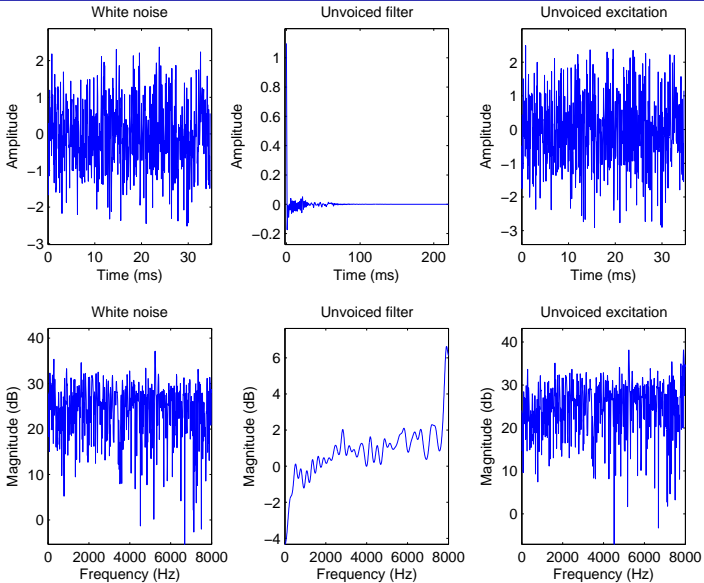 White noise
Unvoiced filter
Unvoiced excitation
Amplitude
2
1
0
−1
−2
−3
0 10 20 30
Time (ms)
Amplitude
1
0.8
0.6
0.4
0.2
0
−0.2
0 100 200
Time (ms)
Amplitude
2
1
0
−1
−2
−3
0 10 20 30
Time (ms)
White noise
Unvoiced filter
Unvoiced excitation
Magnitude (dB)
40
30
20
10
0
0 2000 4000 6000 8000
Frequency (Hz)
Magnitude (dB)
6
4
2
0
−2
−4
0 2000 4000 6000 8000
Frequency (Hz)
Magnitude (db)
40
30
20
10
0
0 2000 4000 6000 8000
Frequency (Hz)